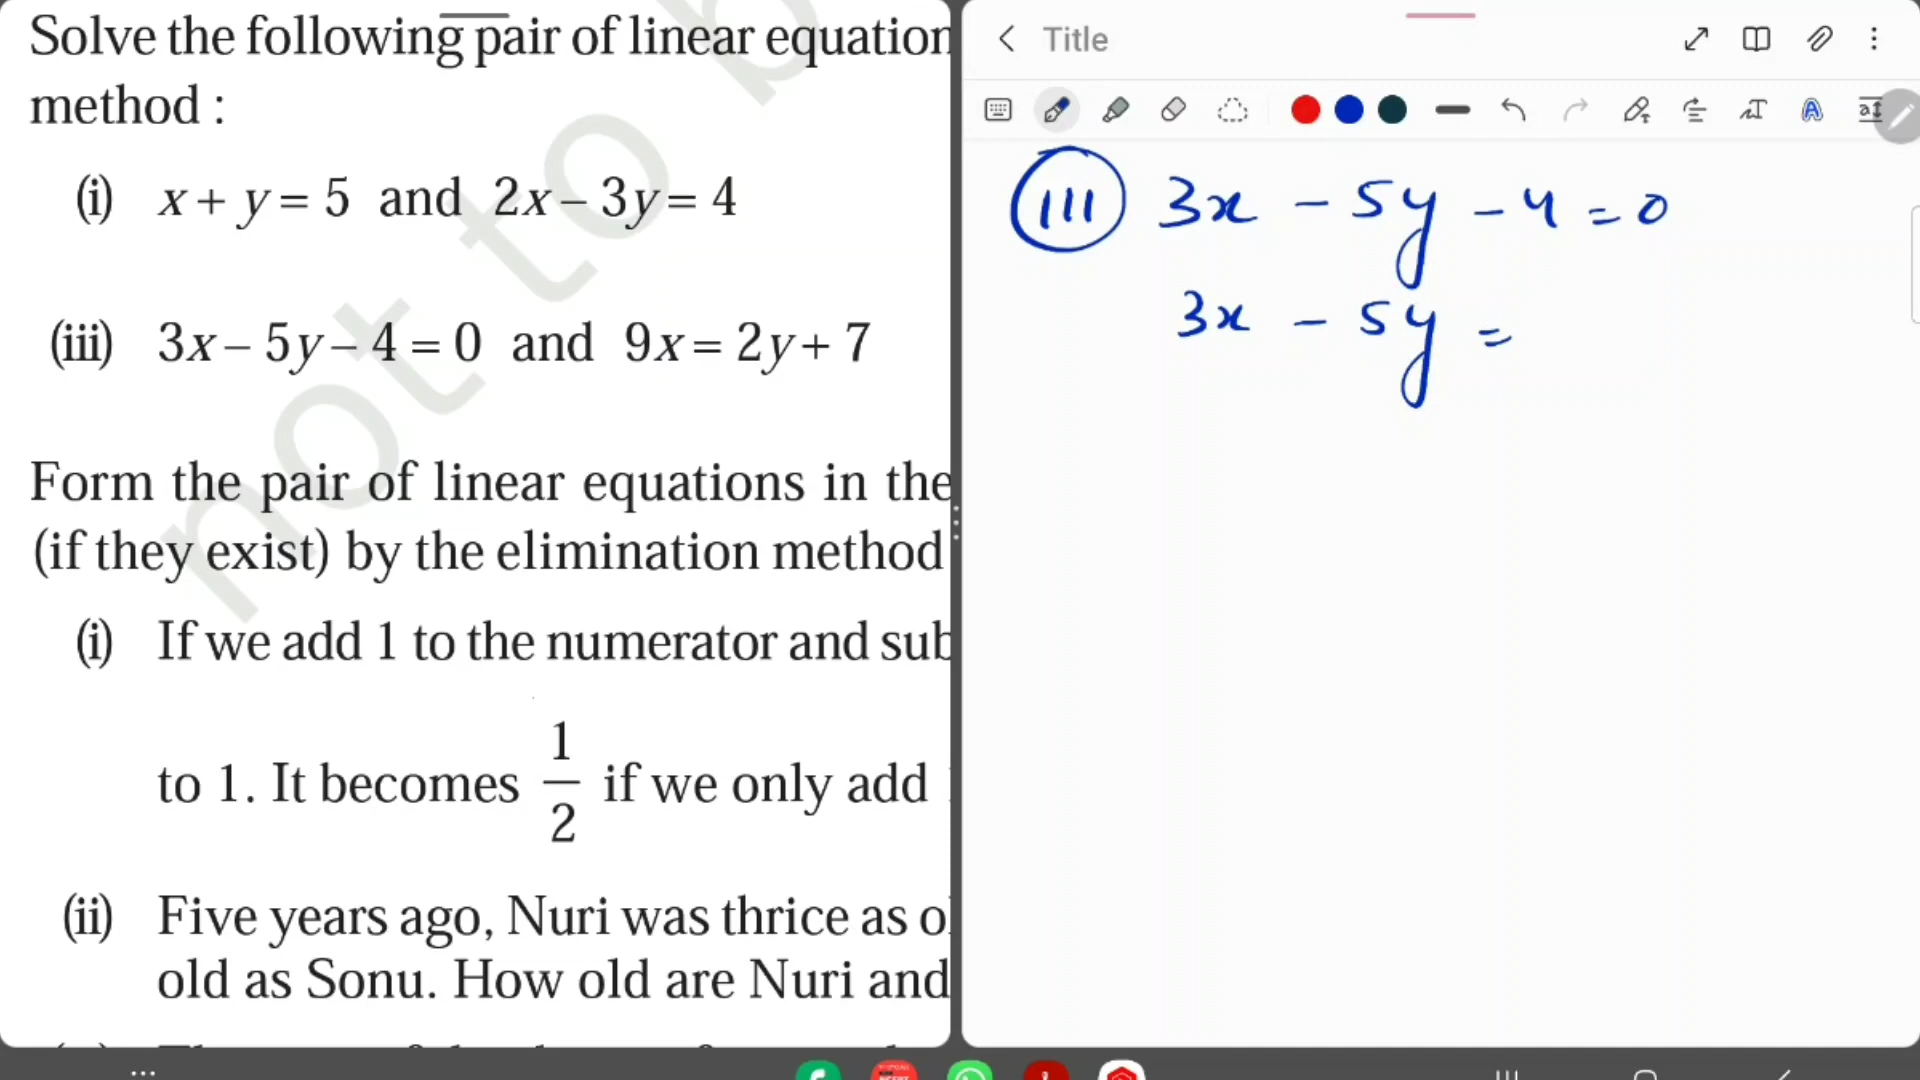 Solve the following pair of linear equation
method :
(i) x + y = 5 and 2x – 3y = 4
(iii) 3x – 5y – 4 = 0 and 9x = 2y + 7
Form the pair of linear equations in the
(if they exist) by the elimination method
(i) If we add 1 to the numerator and sub
to 1. It becomes 1/2 if we only add
(ii) Five years ago, Nuri was thrice as o
old as Sonu. How old are Nuri and
not to b
Title
(iii) 3x – 5y – 4 = 0
3x – 5y =